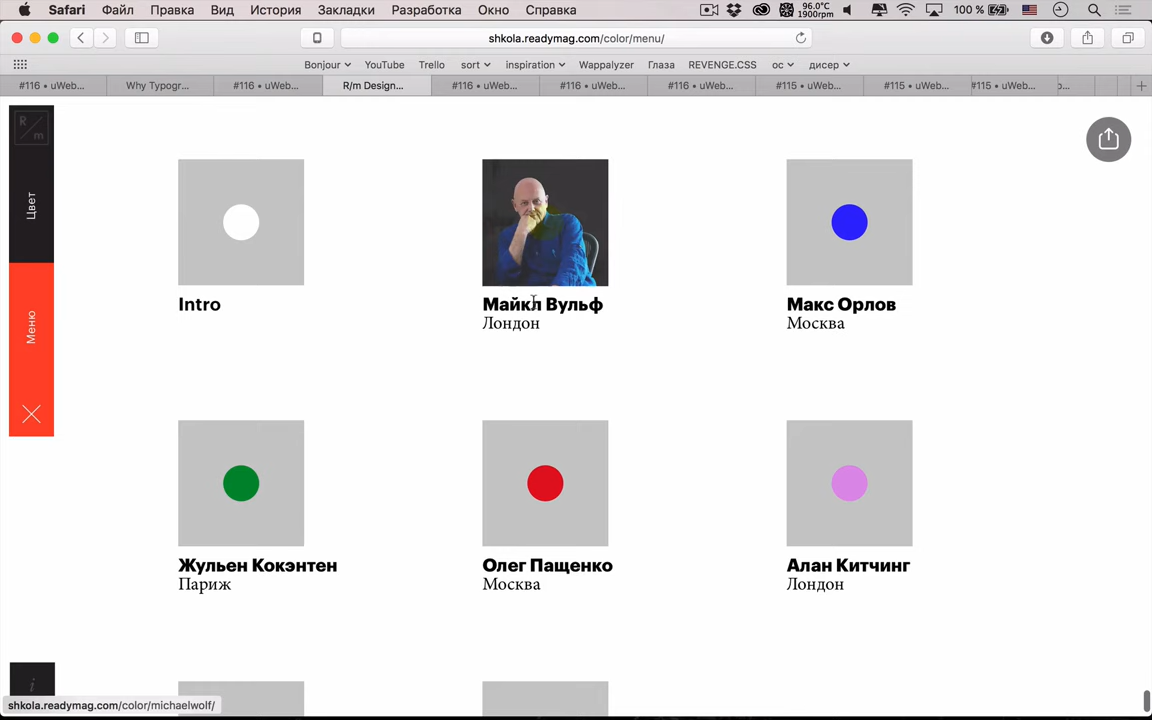 Safari Файл Правка Вид История Закладки Разработка Окно Справка 96.0°C 1900rpm 100 %
shkola.readymag.com/color/menu/
Bonjour YouTube Trello sort inspiration Wappalyzer Глаза REVENGE.CSS ос дисер
#116 • uWeb... Why Typogr... #116 • uWeb... R/m Design... #116 • uWeb... #116 • uWeb... #116 • uWeb... #115 • uWeb... #115 • uWeb... #115 • uWeb...
R/m
Цвет
Меню
Intro
Майкл Вульф
Лондон
Макс Орлов
Москва
Жульен Кокэнтен
Париж
Олег Пащенко
Москва
Алан Китчинг
Лондон
i
shkola.readymag.com/color/michaelwolf/